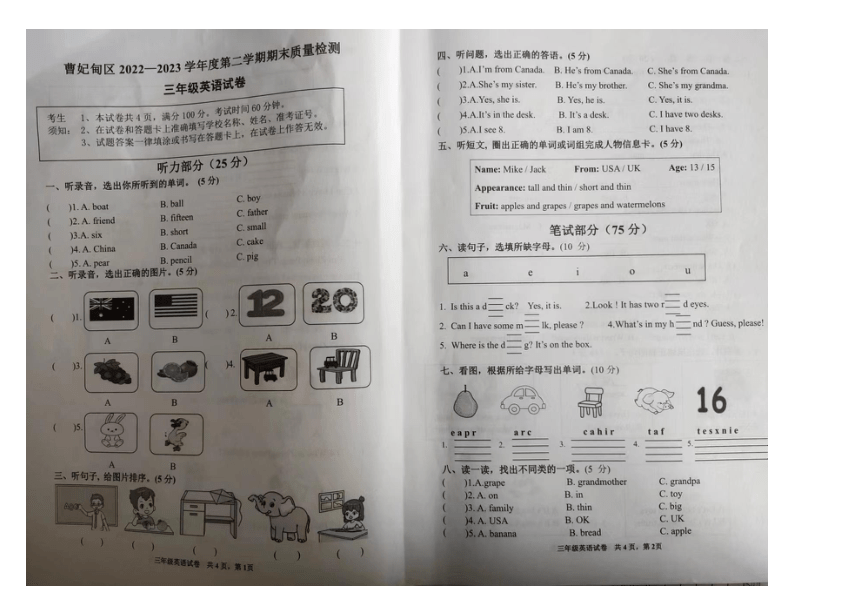 曹妃甸区 2022—2023 学年度第二学期期末质量检测
三年级英语试卷
考生须知:
1、本试卷共 4 页，满分 100 分，考试时间 60 分钟。
2、在试卷和答题卡上准确填写学校名称、姓名、准考证号。
3、试题答案一律填涂或书写在答题卡上，在试卷上作答无效。
听力部分（25 分）
一、听录音，选出你所听到的单词。(5 分)
( )1. A. boat B. ball C. boy
( )2. A. friend B. fifteen C. father
( )3.A. six B. short C. small
( )4. A. China B. Canada C. cake
( )5. A. pear B. pencil C. pig
二、听录音，选出正确的图片。(5 分)
( )1. ( )2. 12 20
A B A B
( )3. ( )4.
A B A B
( )5.
A B
三、听句子，给图片排序。(5 分)
( ) ( ) ( ) ( ) ( )
三年级英语试卷 共 4 页，第 1页
四、听问题，选出正确的答语。(5 分)
( )1.A.I'm from Canada. B. He's from Canada. C. She's from Canada.
( )2.A.She's my sister. B. He's my brother. C. She's my grandma.
( )3.A.Yes, she is. B. Yes, he is. C. Yes, it is.
( )4.A.It's in the desk. B. It's a desk. C. I have two desks.
( )5.A.I see 8. B. I am 8. C. I have 8.
五、听短文, 圈出正确的单词或词组完成人物信息卡。(5 分)
Name: Mike / Jack From: USA / UK Age: 13 / 15
Appearance: tall and thin / short and thin
Fruit: apples and grapes / grapes and watermelons
笔试部分（75 分）
六、读句子，选填所缺字母。(10 分)
a e i o u
1. Is this a d ck? Yes, it is. 2.Look ! It has two r d eyes.
2. Can I have some m lk, please ? 4.What's in my h nd ? Guess, please!
5. Where is the d g? It's on the box.
七、看图，根据所给字母写出单词。(10 分)
16
e a p r a r c c a h i r t a f t e s x n i e
1. 2. 3. 4. 5.
八、读一读，找出不同类的一项。(5 分)
( )1.A.grape B. grandmother C. grandpa
( )2. A. on B. in C. toy
( )3. A. family B. thin C. big
( )4. A. USA B. OK C. UK
( )5. A. banana B. bread C. apple
三年级英语试卷 共 4 页，第 2页